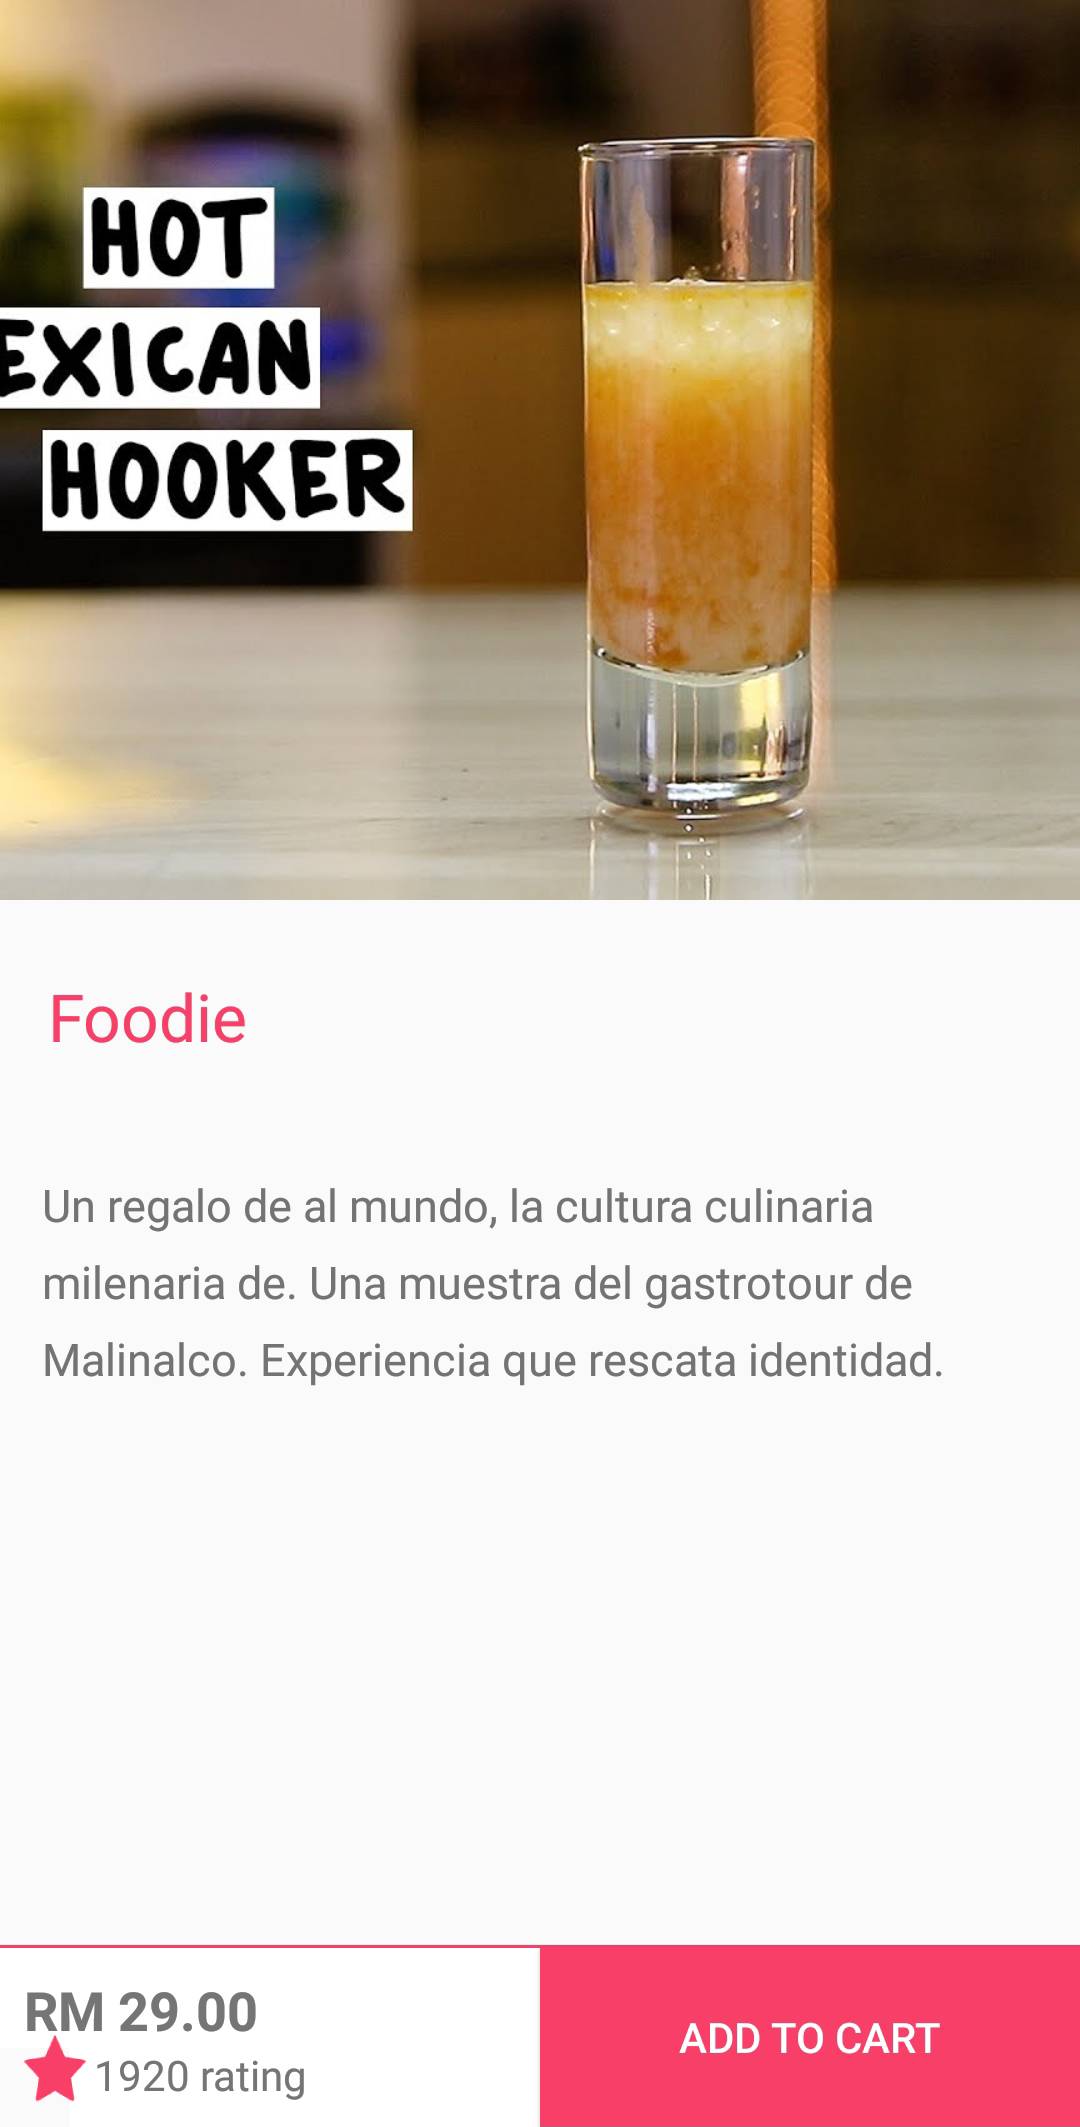 HOT
EXICAN
HOOKER
Foodie
Un regalo de al mundo, la cultura culinaria
milenaria de. Una muestra del gastrotour de
Malinalco. Experiencia que rescata identidad.
RM 29.00
1920 rating
ADD TO CART